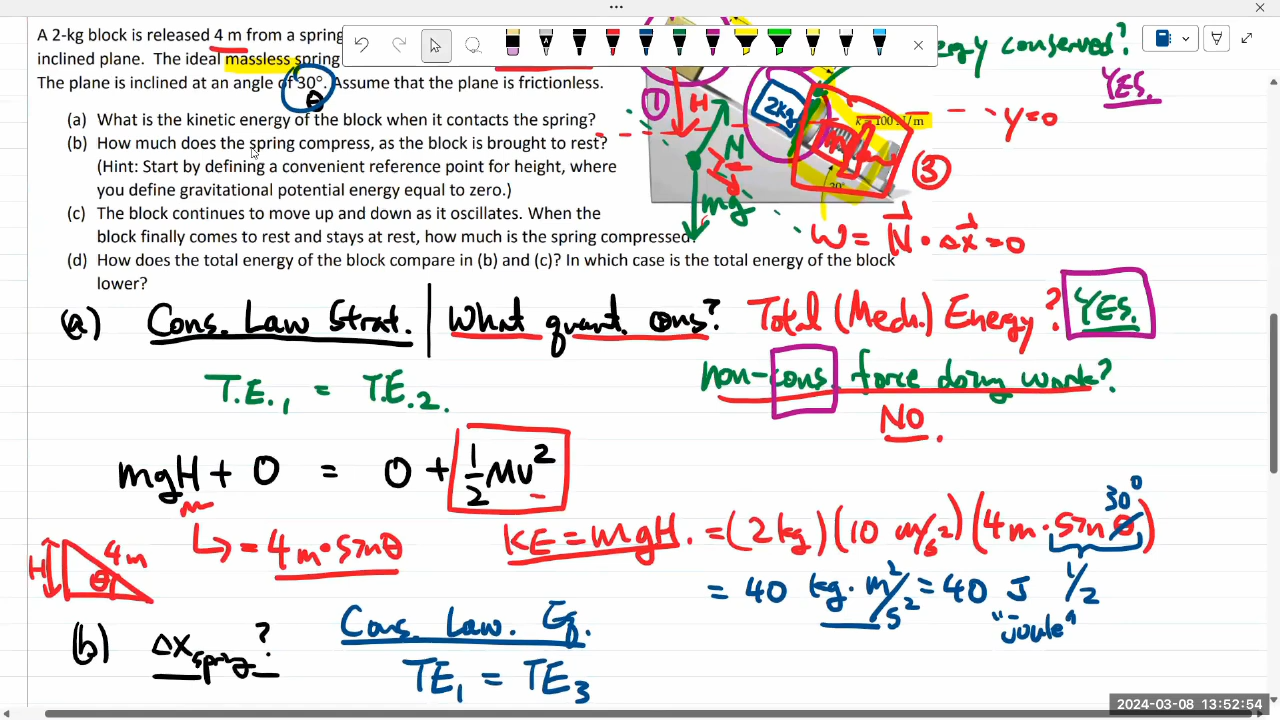 A 2-kg block is released 4 m from a spring
inclined plane.  The ideal massless spring
The plane is inclined at an angle of 30°. Assume that the plane is frictionless.
θ
(a) What is the kinetic energy of the block when it contacts the spring?
(b) How much does the spring compress, as the block is brought to rest?
(Hint: Start by defining a convenient reference point for height, where
you define gravitational potential energy equal to zero.)
(c) The block continues to move up and down as it oscillates. When the
block finally comes to rest and stays at rest, how much is the spring compressed?
(d) How does the total energy of the block compare in (b) and (c)? In which case is the total energy of the block
lower?
conserved?
YES.
1
H
2kg
k = 100 N/m
y=0
N
mg
30°
3
W = N · Δx = 0
(a) Cons. Law Strat. | What quant. cons? Total (Mech.) Energy? YES.
T.E.1 = T.E.2. non-cons. force doing work?
NO.
mgH + 0 = 0 + 1/2 Mv²
↳ = 4m·sinθ
H 4m θ
KE = mgH. = (2kg)(10 m/s²)(4m·sinθ) 30°
= 40 kg·m²/s² = 40 J 1/2
"joule"
(b) Δx spring? Cons. Law. Eq.
TE1 = TE3
2024-03-08 13:52:54